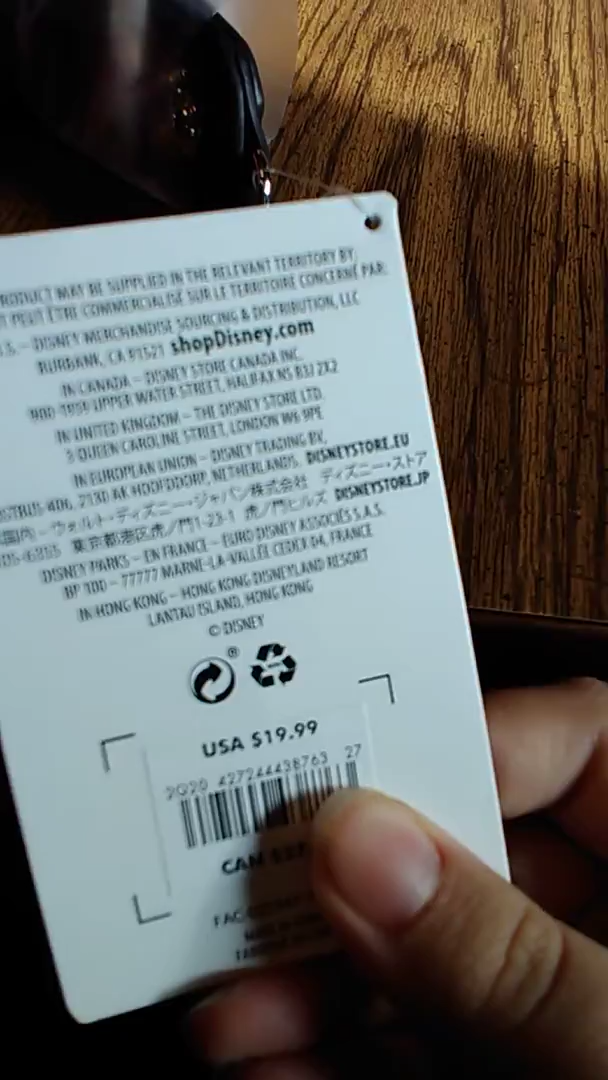 PRODUCT MAY BE SUPPLIED IN THE RELEVANT TERRITORY BY:
T PEUT ÊTRE COMMERCIALISÉ SUR LE TERRITOIRE CONCERNÉ PAR:
.S. – DISNEY MERCHANDISE SOURCING & DISTRIBUTION, LLC
BURBANK, CA 91521 shopDisney.com
IN CANADA – DISNEY STORE CANADA INC.
900-1959 UPPER WATER STREET, HALIFAX NS B3J 2X2
IN UNITED KINGDOM – THE DISNEY STORE LTD.
3 QUEEN CAROLINE STREET, LONDON W6 9PE
IN EUROPEAN UNION – DISNEY TRADING BV,
2130 AK HOOFDDORP, NETHERLANDS. DISNEYSTORE.EU
国内 – ウォルト・ディズニー・ジャパン株式会社 ディズニー・ストア
東京都港区虎ノ門1-23-1 虎ノ門ヒルズ DISNEYSTORE.JP
DISNEY PARKS – EN FRANCE – EURO DISNEY ASSOCIÉS S.A.S.
BP 100 – 77777 MARNE-LA-VALLÉE CEDEX 04, FRANCE
IN HONG KONG – HONG KONG DISNEYLAND RESORT
LANTAU ISLAND, HONG KONG
© DISNEY
®
USA $19.99
2G20 427244438763 27
CAN